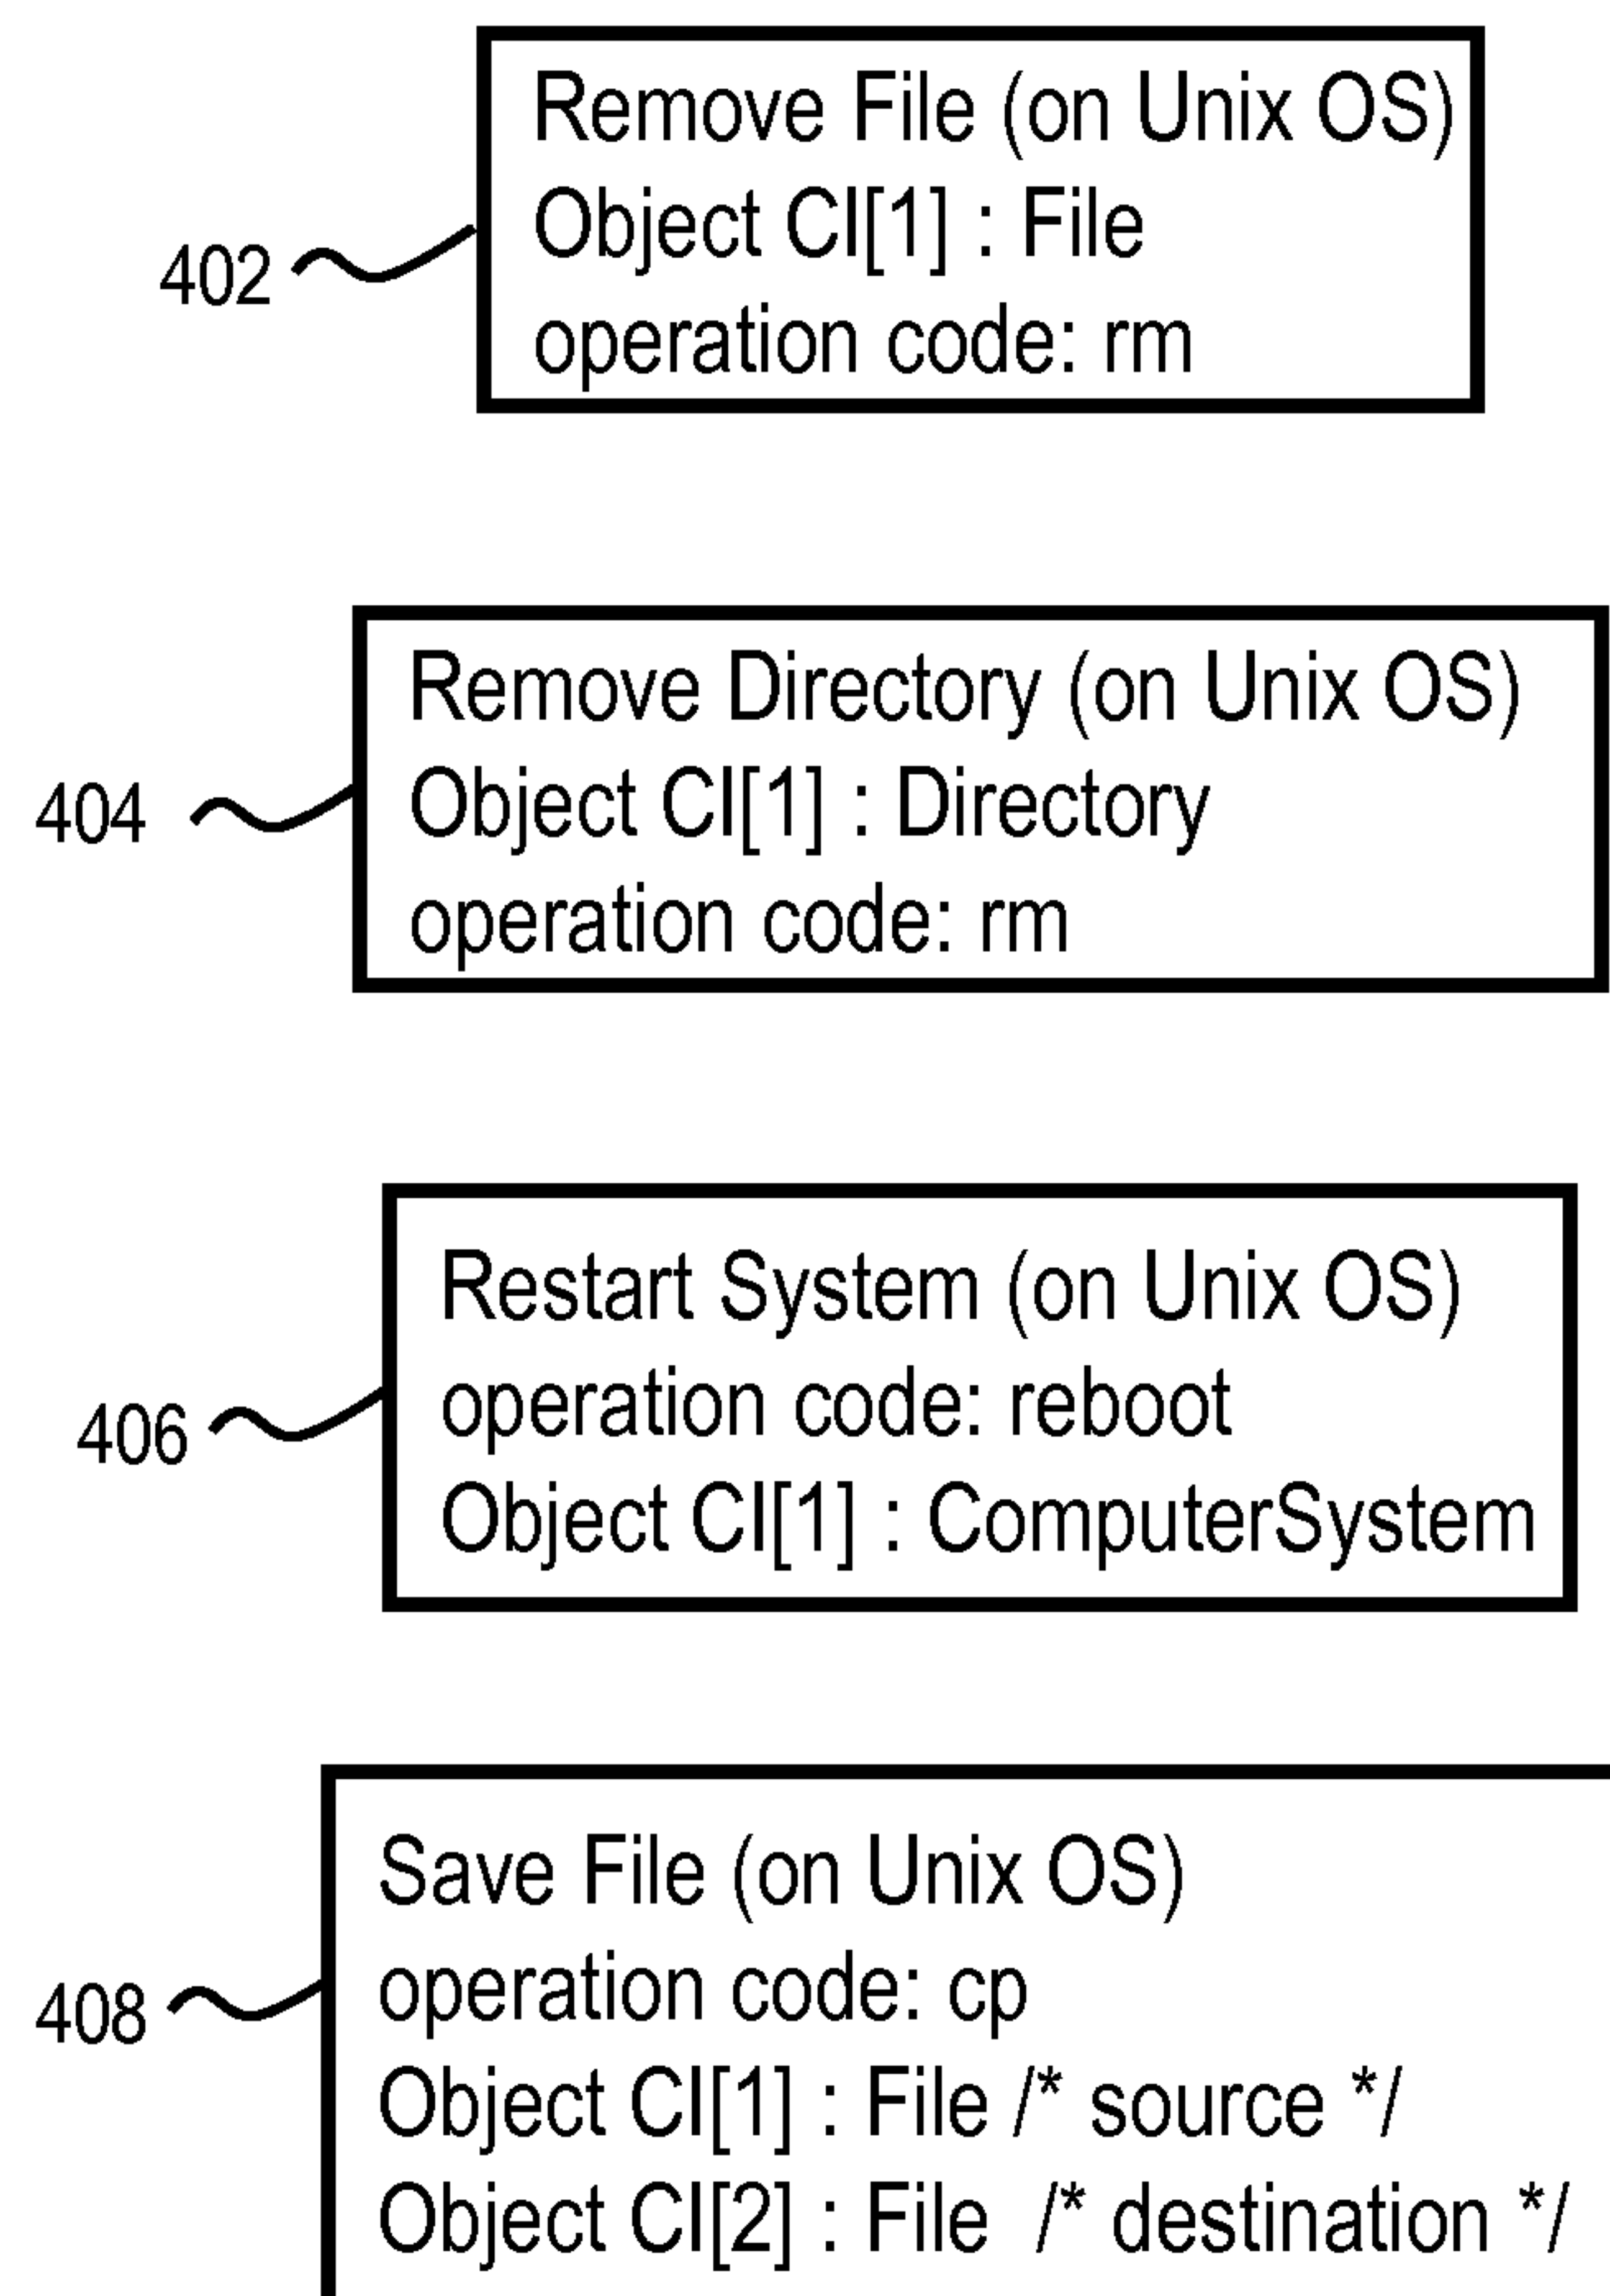 Remove File (on Unix OS)
Object CI[1] : File
402
operation code: rm
Remove Directory (on Unix OS)
Object CI[1] : Directory
404
operation code: rm
Restart System (on Unix OS)
operation code: reboot
406
Object CI[1] : ComputerSystem
Save File (on Unix OS)
operation code: cp
408
Object CI[1] : File /* source */
Object CI[2] : File /* destination */